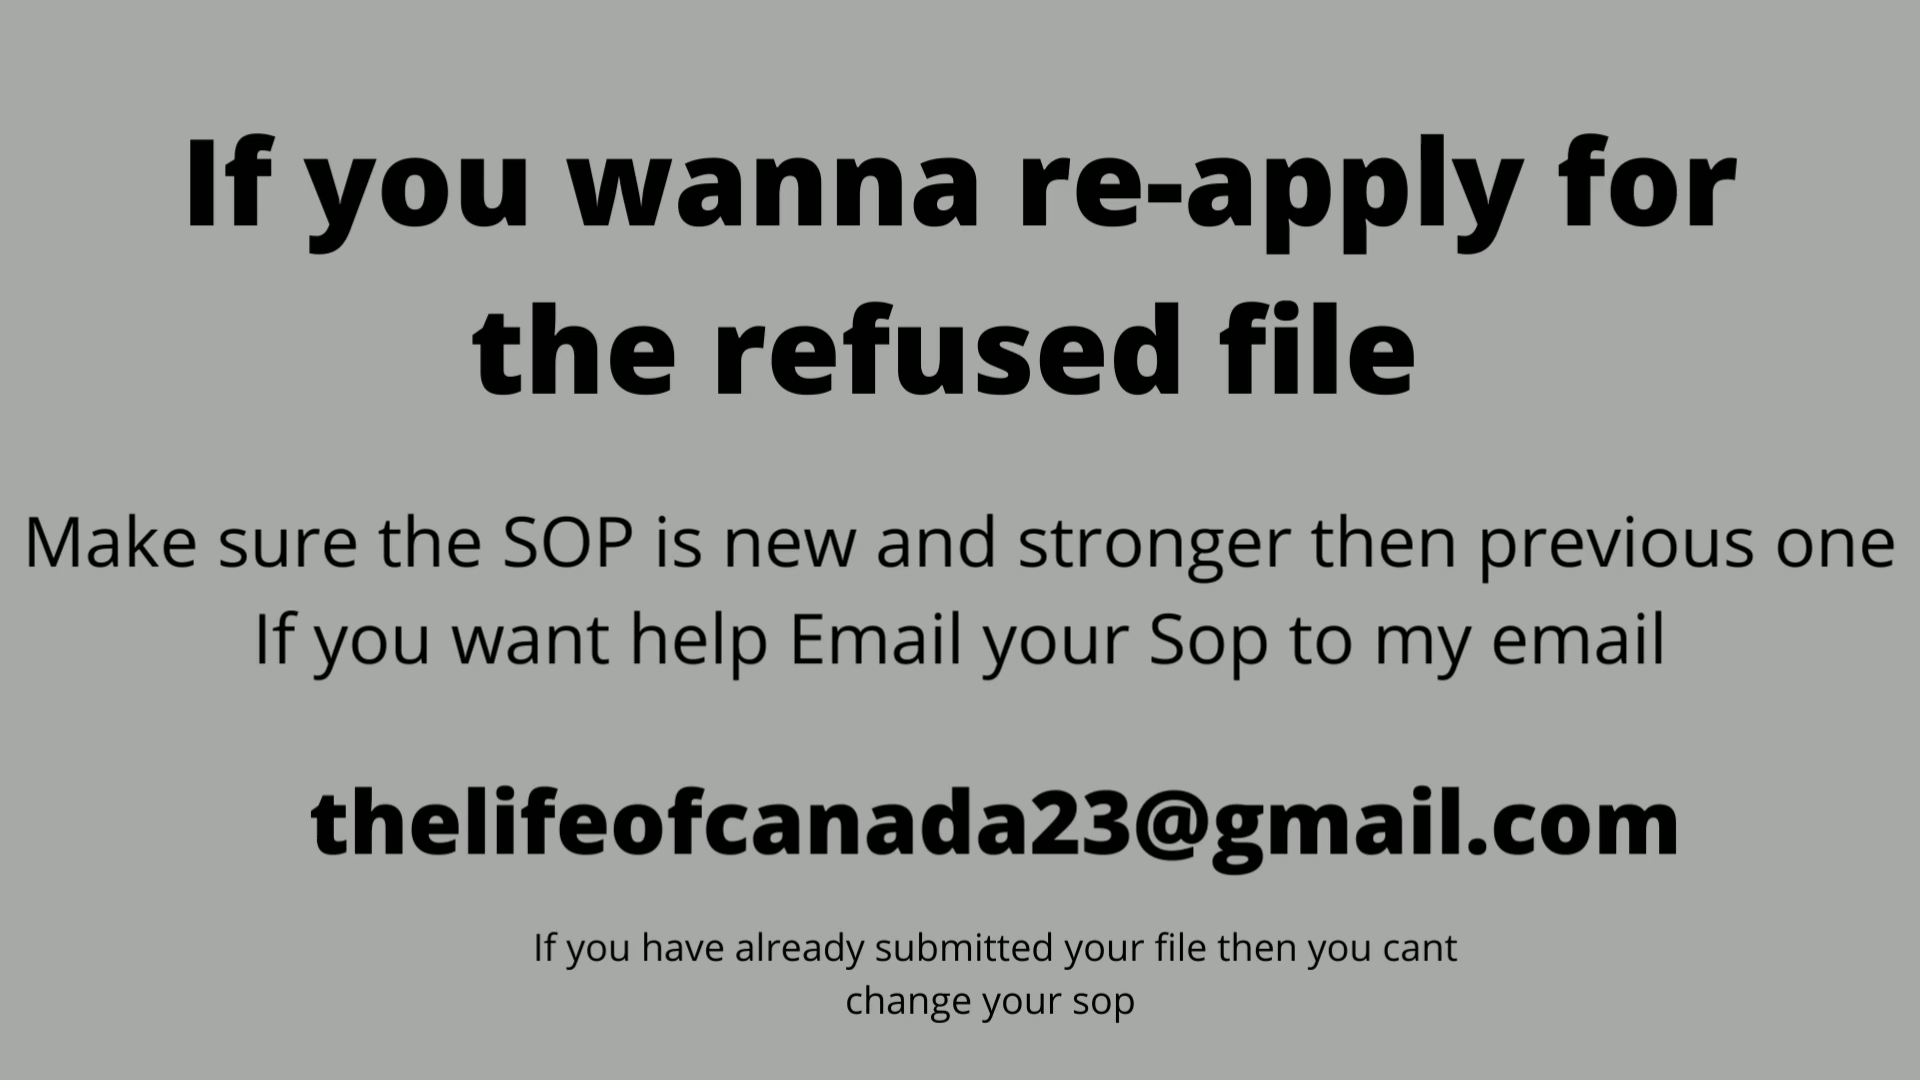 If you wanna re-apply for
the refused file
Make sure the SOP is new and stronger then previous one
If you want help Email your Sop to my email
thelifeofcanada23@gmail.com
If you have already submitted your file then you cant
change your sop